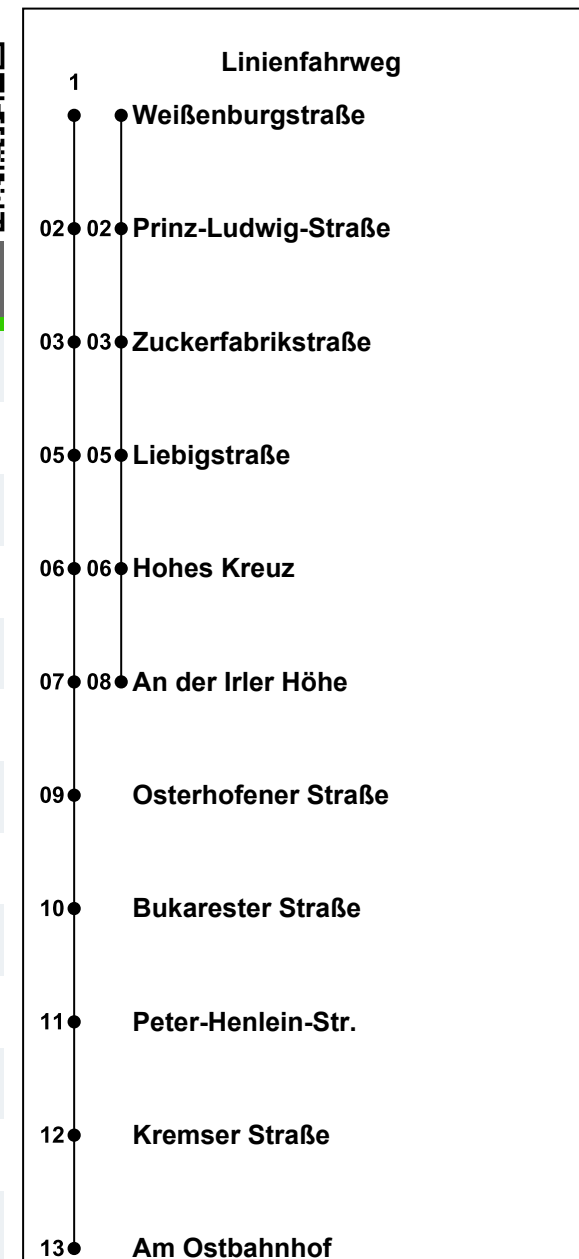 Linienfahrweg
1
Weißenburgstraße
02 02 Prinz-Ludwig-Straße
03 03 Zuckerfabrikstraße
05 05 Liebigstraße
06 06 Hohes Kreuz
07 08 An der Irler Höhe
09 Osterhofener Straße
10 Bukarester Straße
11 Peter-Henlein-Str.
12 Kremser Straße
13 Am Ostbahnhof